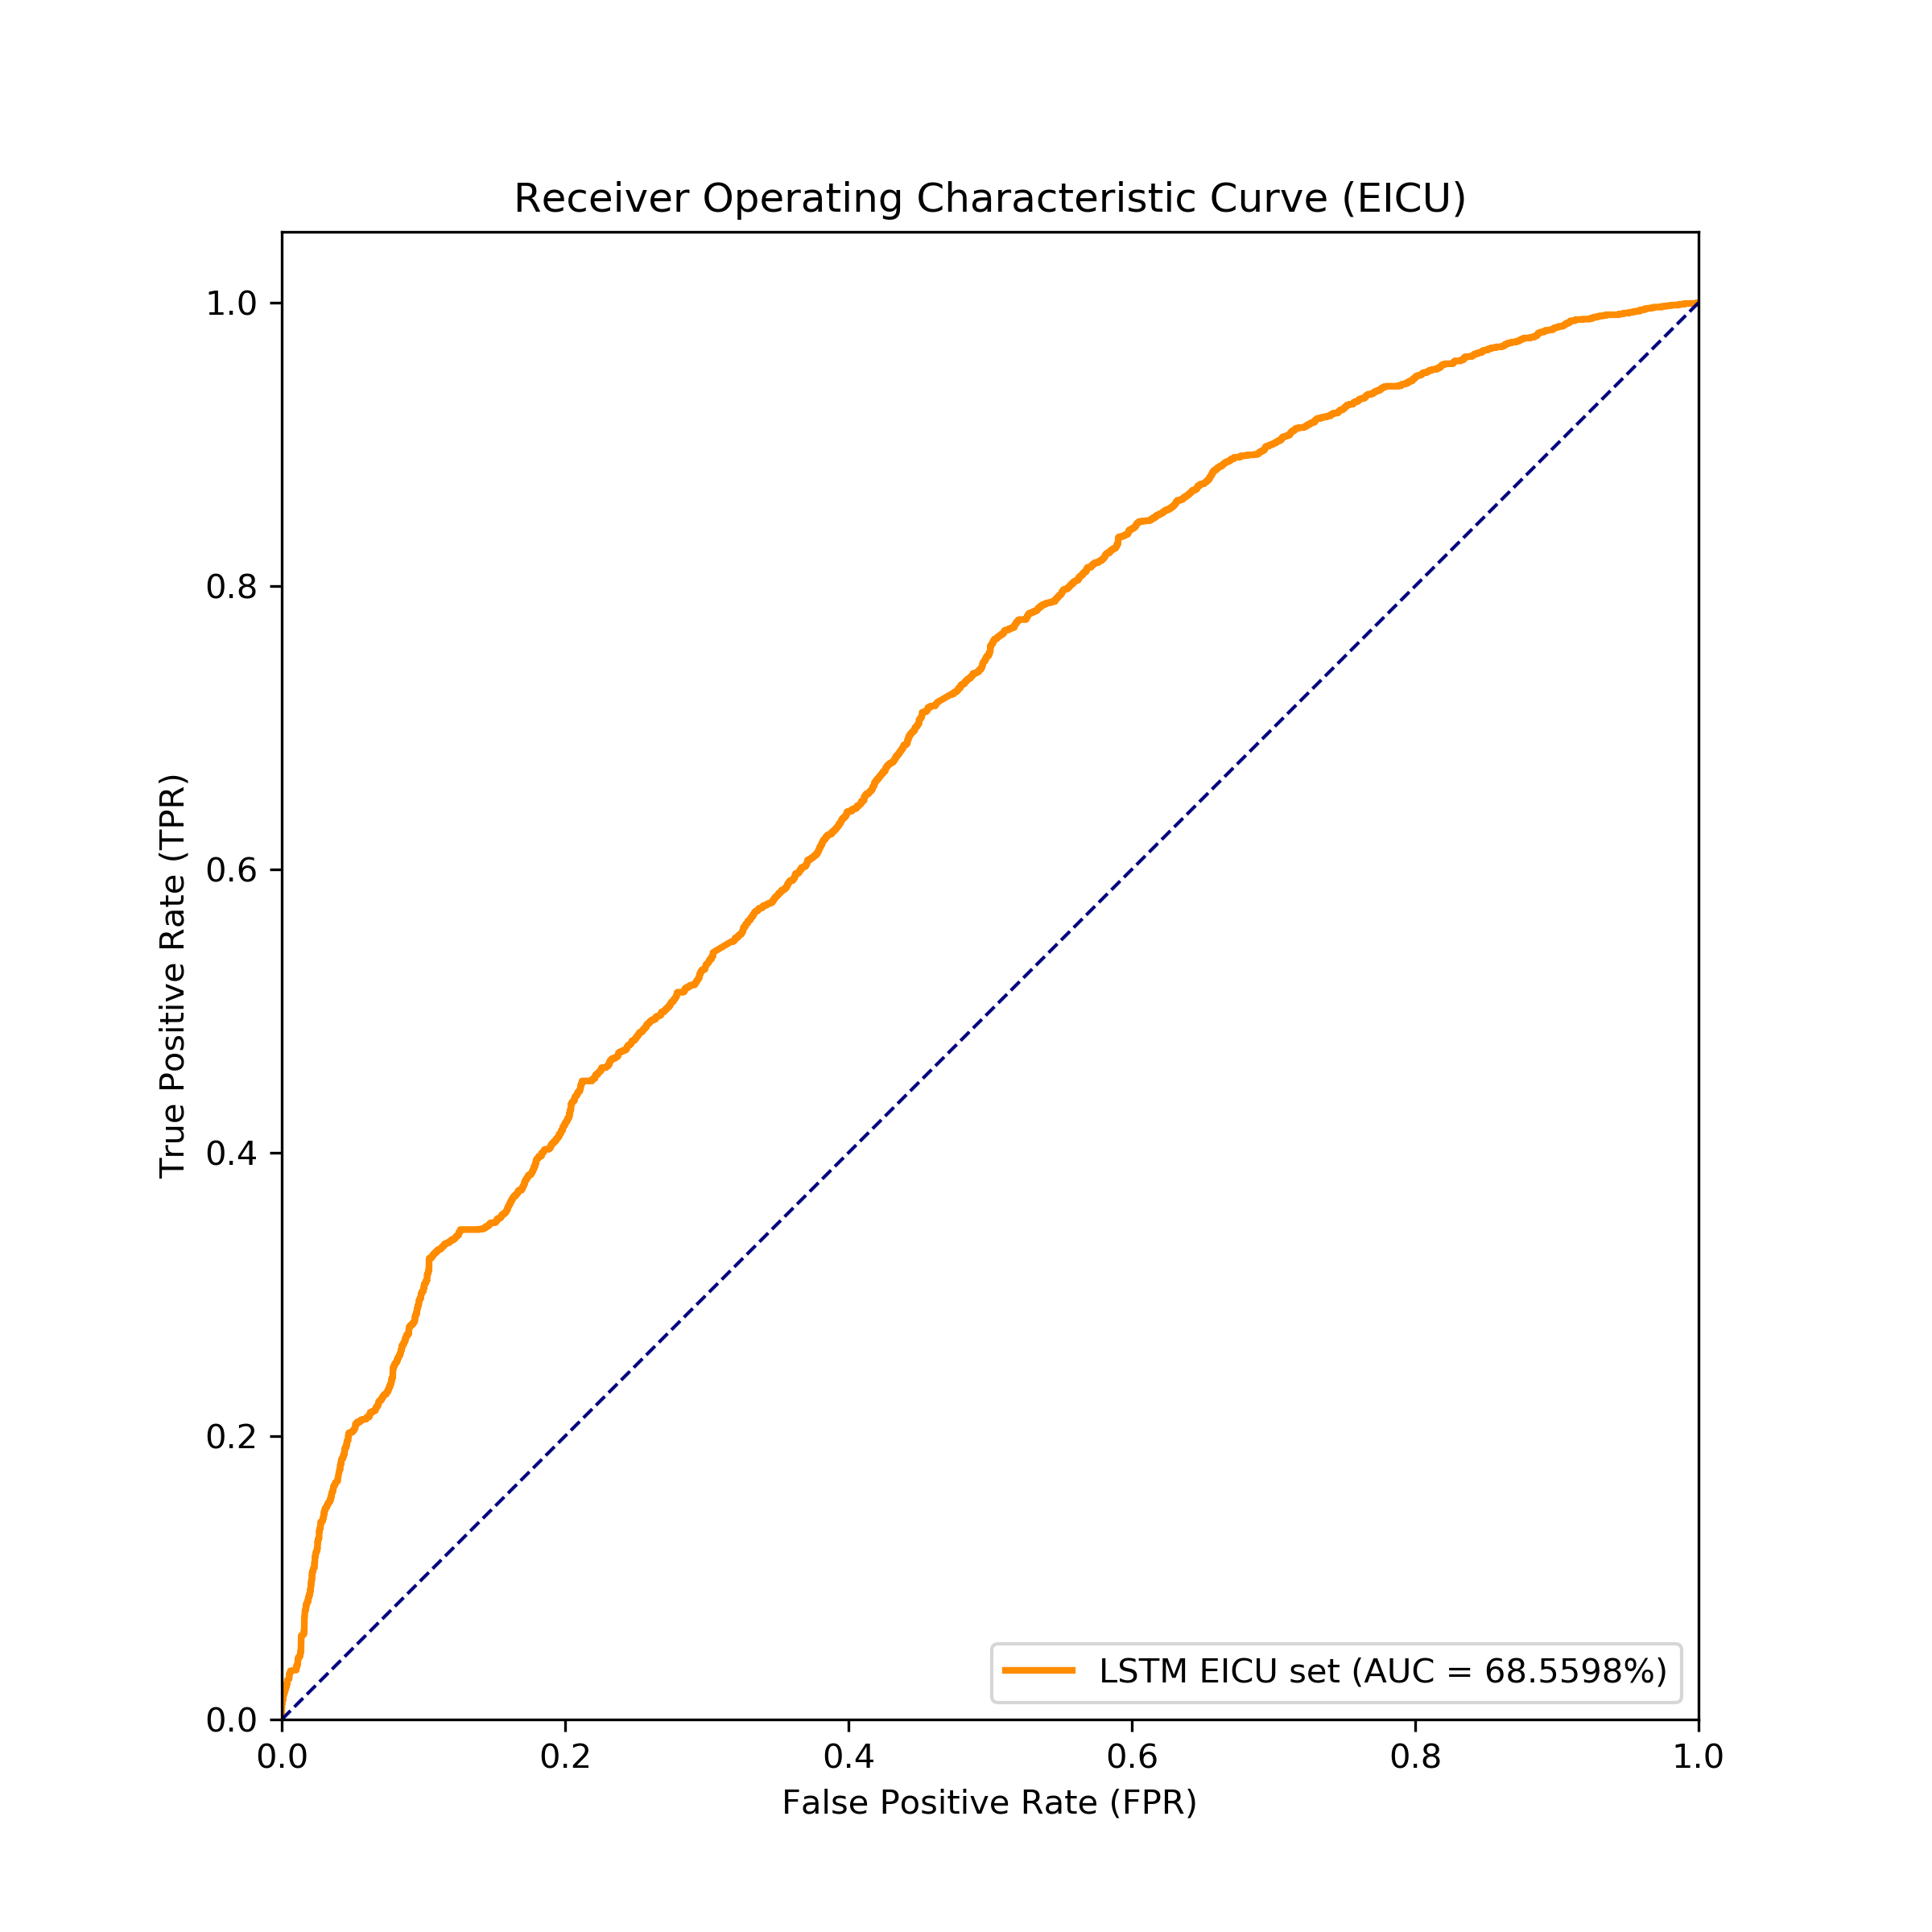 Receiver Operating Characteristic Curve (EICU)
1.0
0.8
0.6
0.4
0.2
0.0
True Positive Rate (TPR)
LSTM EICU set (AUC = 68.5598%)
0.0 0.2 0.4 0.6 0.8 1.0
False Positive Rate (FPR)